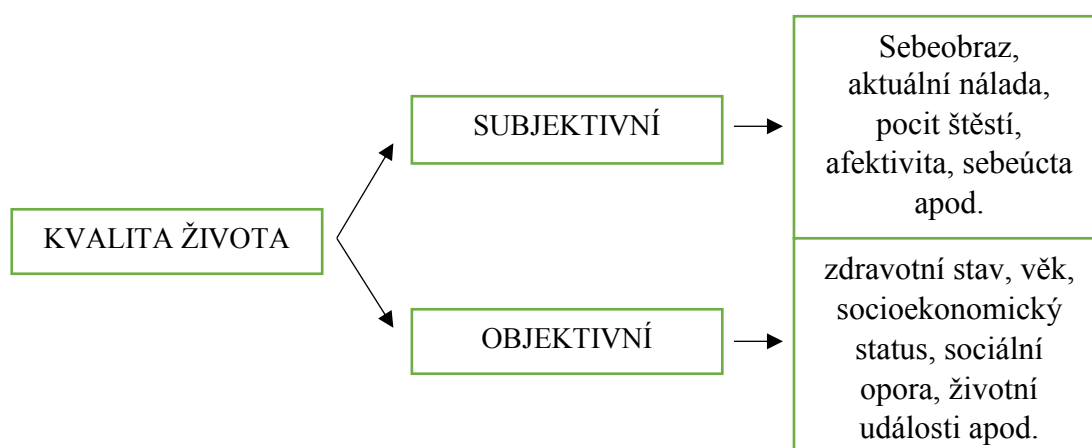 KVALITA ŽIVOTA
SUBJEKTIVNÍ
Sebeobraz,
aktuální nálada,
pocit štěstí,
afektivita, sebeúcta
apod.
OBJEKTIVNÍ
zdravotní stav, věk,
socioekonomický
status, sociální
opora, životní
události apod.